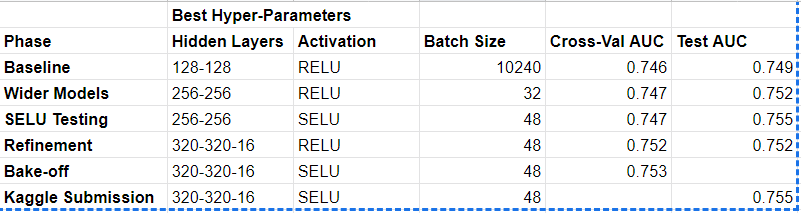 Best Hyper-Parameters
Phase Hidden Layers Activation Batch Size Cross-Val AUC Test AUC
Baseline 128-128 RELU 10240 0.746 0.749
Wider Models 256-256 RELU 32 0.747 0.752
SELU Testing 256-256 SELU 48 0.747 0.755
Refinement 320-320-16 RELU 48 0.752 0.752
Bake-off 320-320-16 SELU 48 0.753
Kaggle Submission 320-320-16 SELU 48 0.755